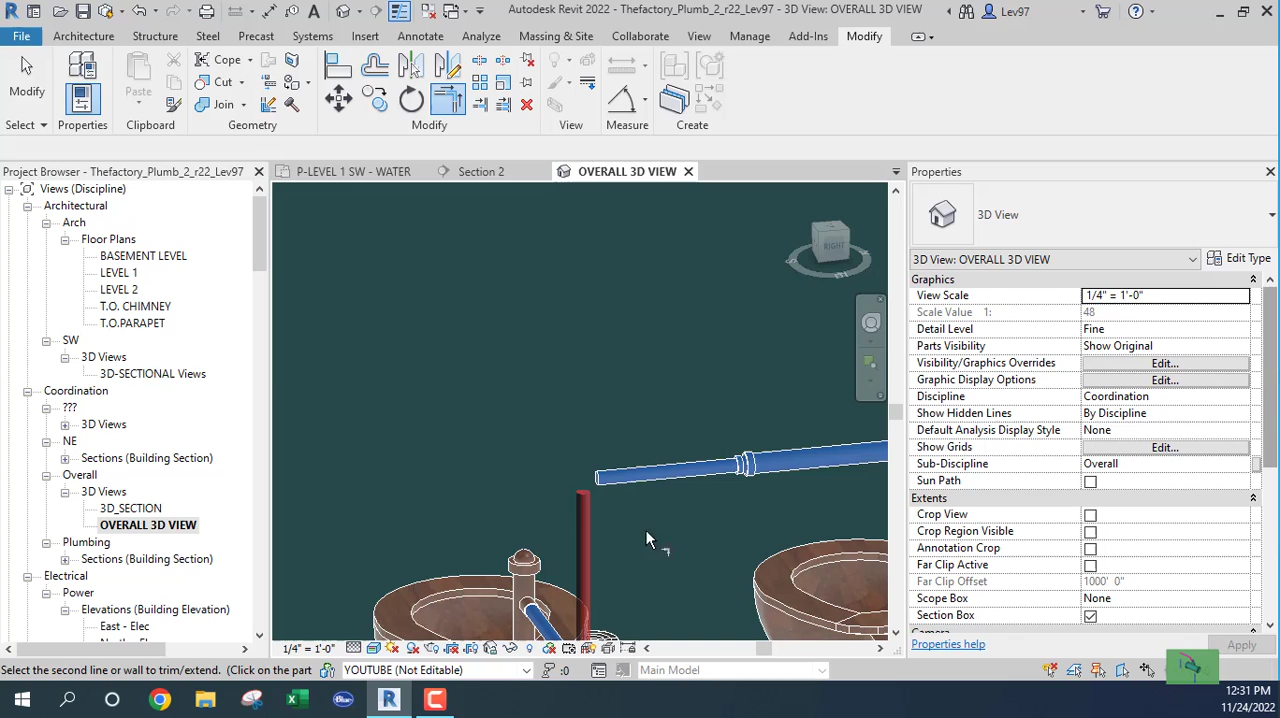 Autodesk Revit 2022 - Thefactory_Plumb_2_r22_Lev97 - 3D View: OVERALL 3D VIEW
Lev97
File Architecture Structure Steel Precast Systems Insert Annotate Analyze Massing & Site Collaborate View Manage Add-Ins Modify
Modify
Paste
Cope
Cut
Join
Select Properties Clipboard Geometry Modify View Measure Create
Project Browser - Thefactory_Plumb_2_r22_Lev97
P-LEVEL 1 SW - WATER
Section 2
OVERALL 3D VIEW
Properties
Views (Discipline)
Architectural
Arch
Floor Plans
BASEMENT LEVEL
LEVEL 1
LEVEL 2
T.O. CHIMNEY
T.O.PARAPET
SW
3D Views
3D-SECTIONAL Views
Coordination
???
3D Views
NE
Sections (Building Section)
Overall
3D Views
3D_SECTION
OVERALL 3D VIEW
Plumbing
Sections (Building Section)
Electrical
Power
Elevations (Building Elevation)
East - Elec
RIGHT
3D View
3D View: OVERALL 3D VIEW
Edit Type
Graphics
View Scale 1/4" = 1'-0"
Scale Value 1: 48
Detail Level Fine
Parts Visibility Show Original
Visibility/Graphics Overrides Edit...
Graphic Display Options Edit...
Discipline Coordination
Show Hidden Lines By Discipline
Default Analysis Display Style None
Show Grids Edit...
Sub-Discipline Overall
Sun Path
Extents
Crop View
Crop Region Visible
Annotation Crop
Far Clip Active
Far Clip Offset 1000' 0"
Scope Box None
Section Box
Properties help
Apply
1/4" = 1'-0"
Select the second line or wall to trim/extend. (Click on the part
YOUTUBE (Not Editable)
:0
Main Model
12:31 PM
11/24/2022